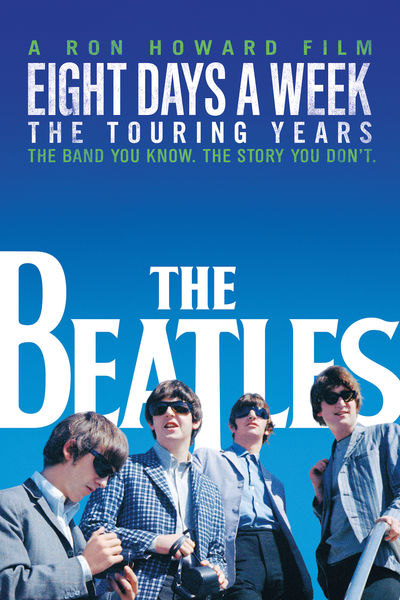 A RON HOWARD FILM
EIGHT DAYS A WEEK
THE TOURING YEARS
THE BAND YOU KNOW. THE STORY YOU DON'T.
THE
BEATLES